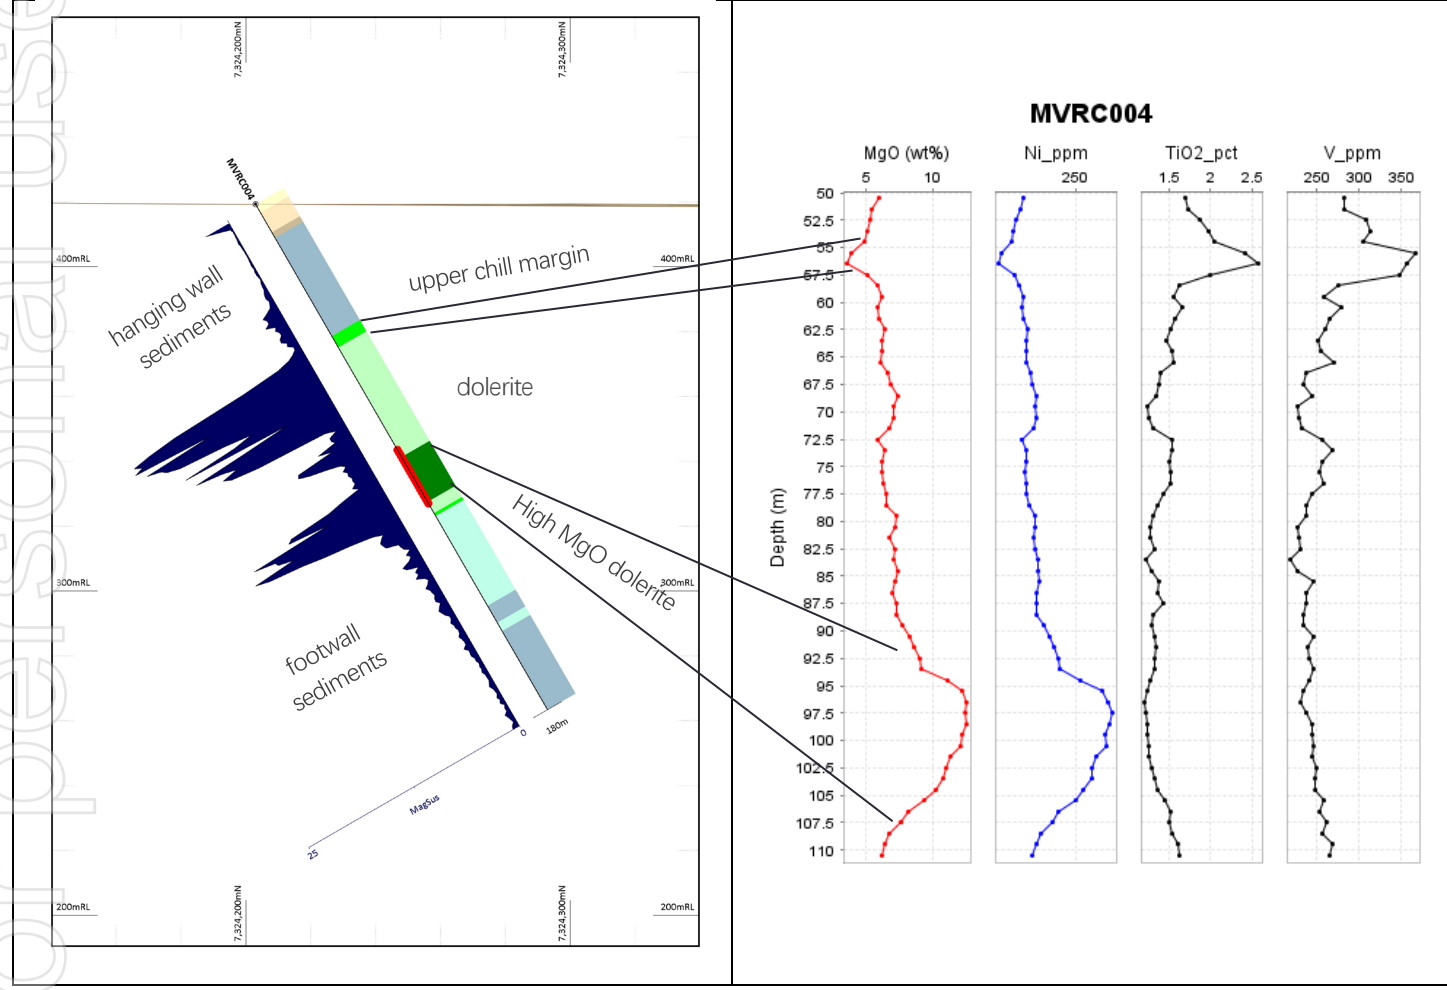 or personal use
7,324,200mN
7,324,300mN
MVRC004
400mRL
400mRL
upper chill margin
hanging wall
sediments
dolerite
High MgO dolerite
300mRL
300mRL
footwall
sediments
0
180m
MagSus
25
200mRL
200mRL
7,324,200mN
7,324,300mN
MVRC004
MgO (wt%)
Ni_ppm
TiO2_pct
V_ppm
5 10
250
1.5 2 2.5
250 300 350
Depth (m)
50
52.5
55
57.5
60
62.5
65
67.5
70
72.5
75
77.5
80
82.5
85
87.5
90
92.5
95
97.5
100
102.5
105
107.5
110